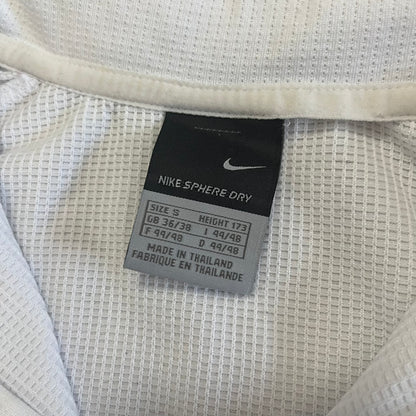 NIKE SPHERE DRY
SIZE S HEIGHT 173
GB 36/38 I 44/48
F 44/48 D 44/48
MADE IN THAILAND
FABRIQUE EN THAILANDE